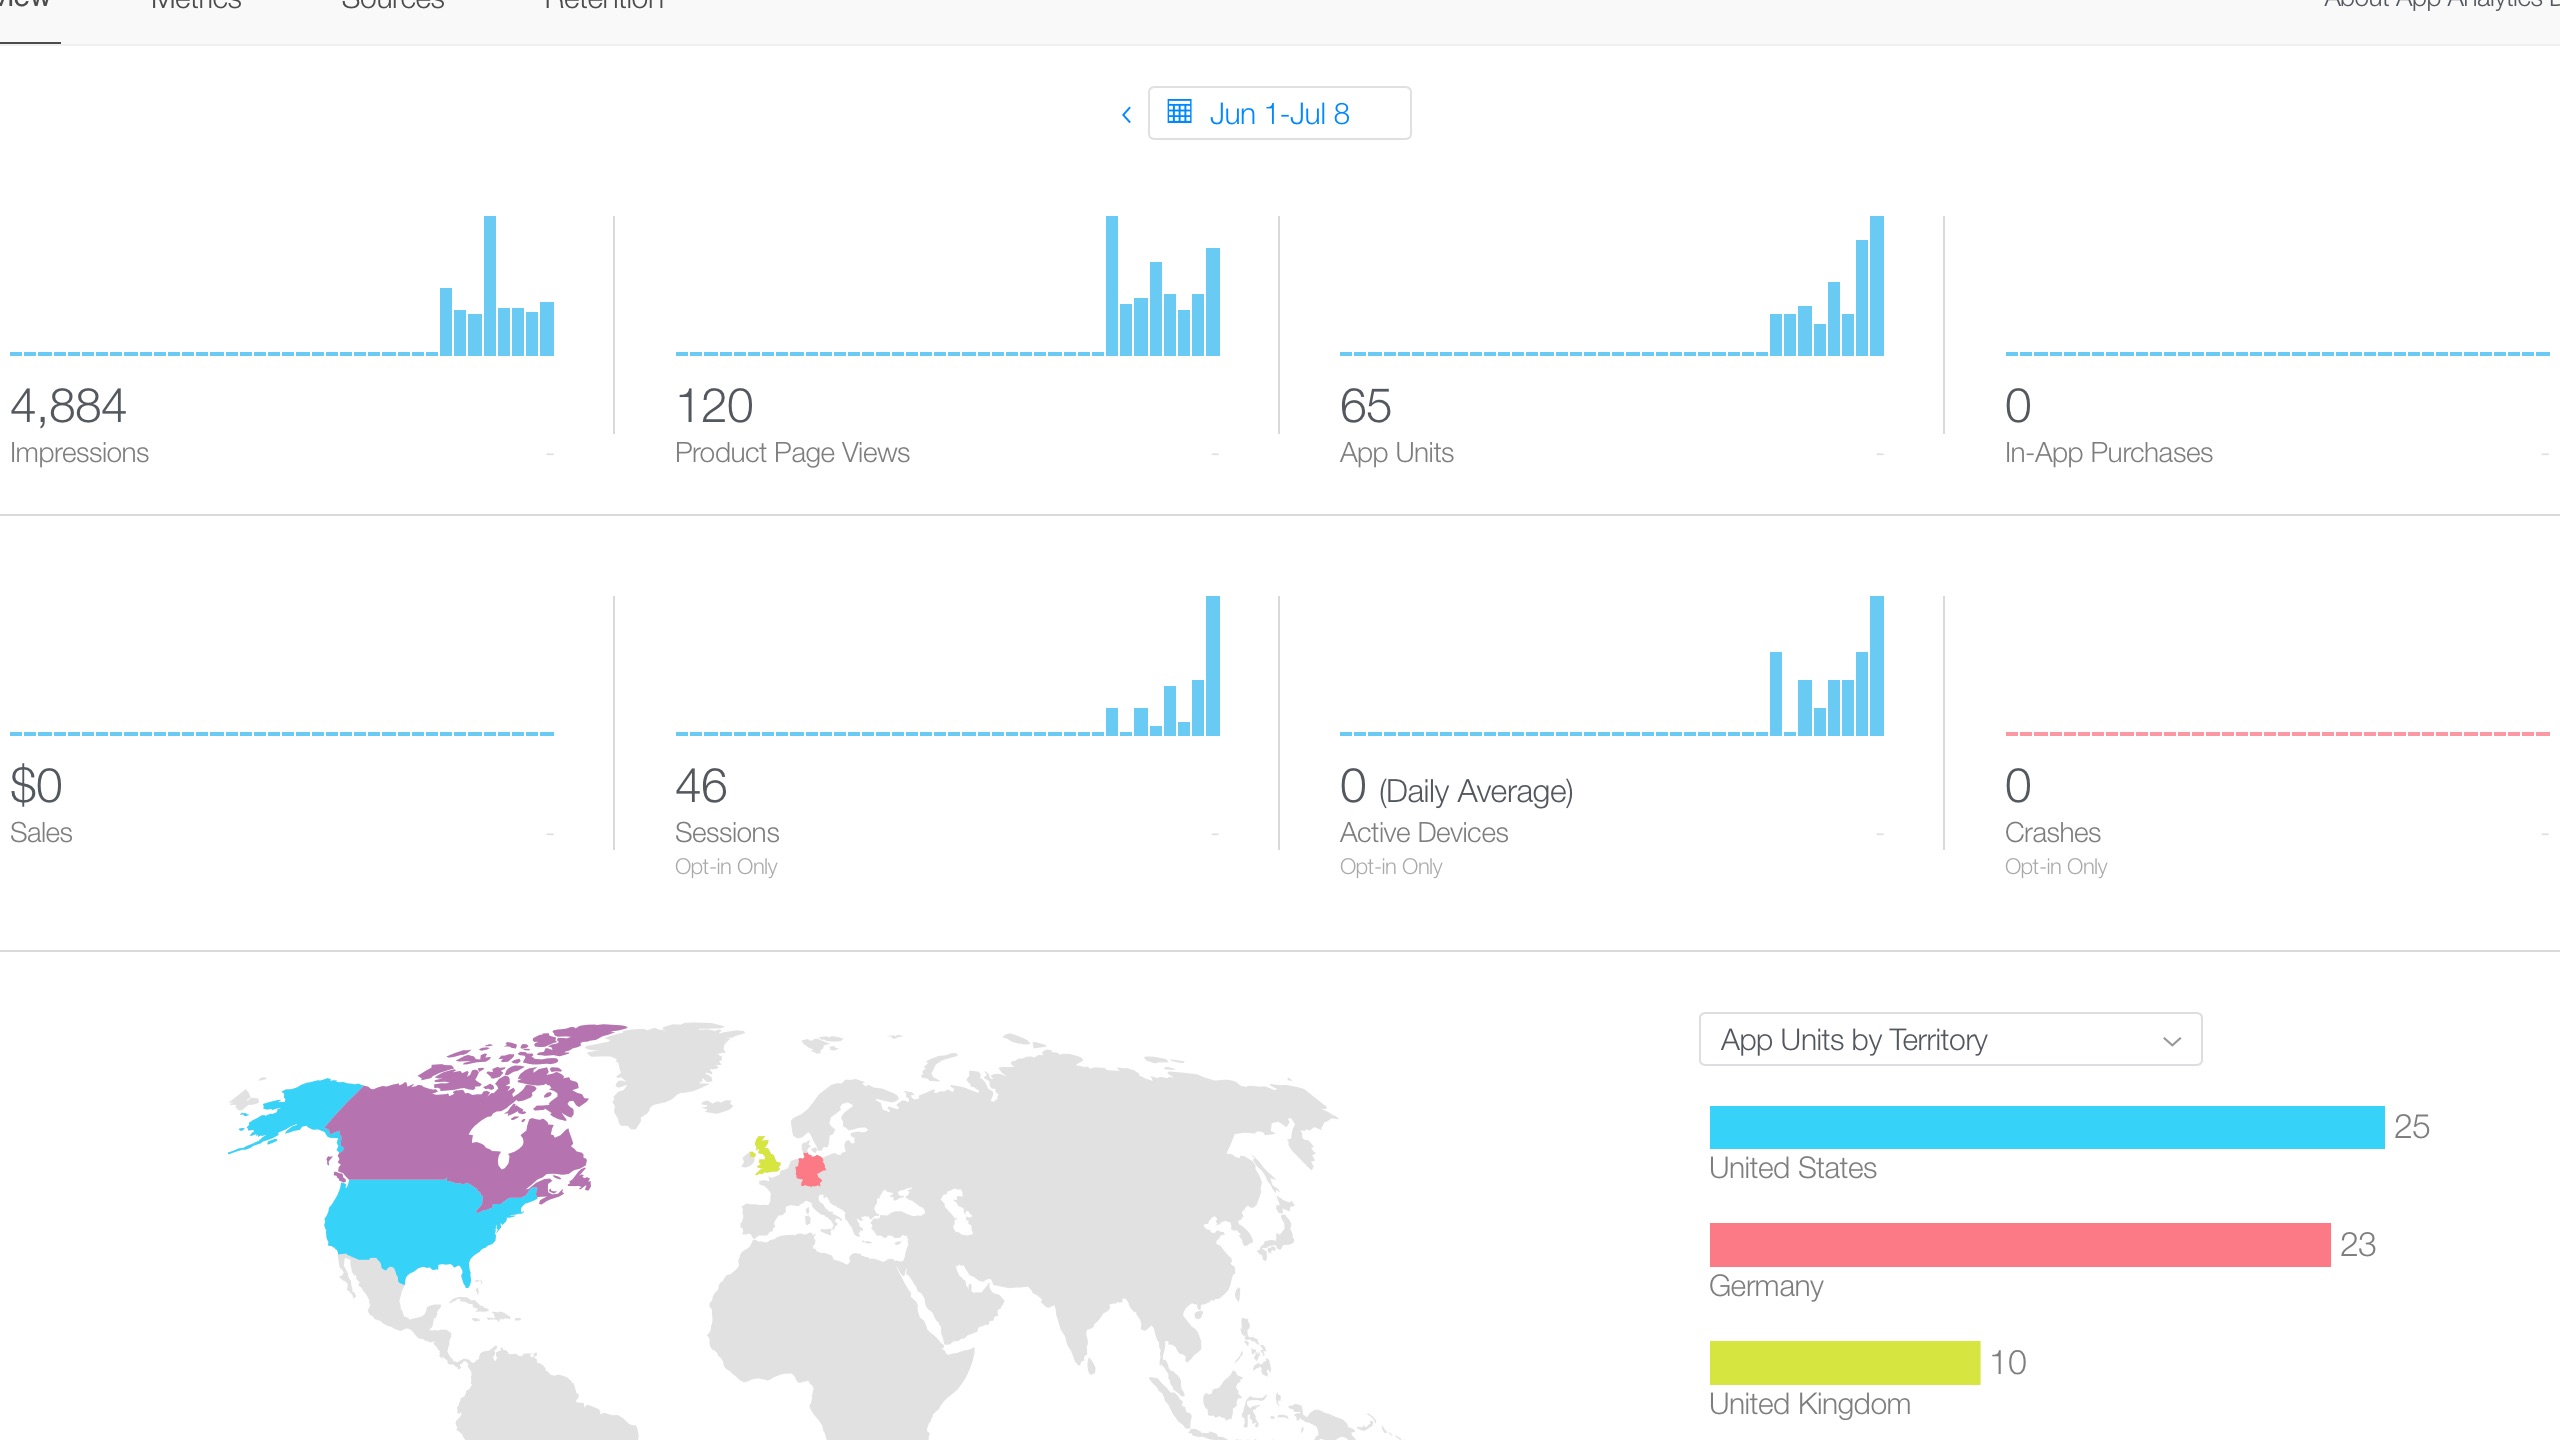 Metrics Sources Retention About App Analytics
Jun 1-Jul 8
4,884 120 65 0
Impressions - Product Page Views - App Units - In-App Purchases -
$0 46 0 (Daily Average) 0
Sales - Sessions - Active Devices - Crashes -
Opt-in Only Opt-in Only Opt-in Only
App Units by Territory
25
United States
23
Germany
10
United Kingdom